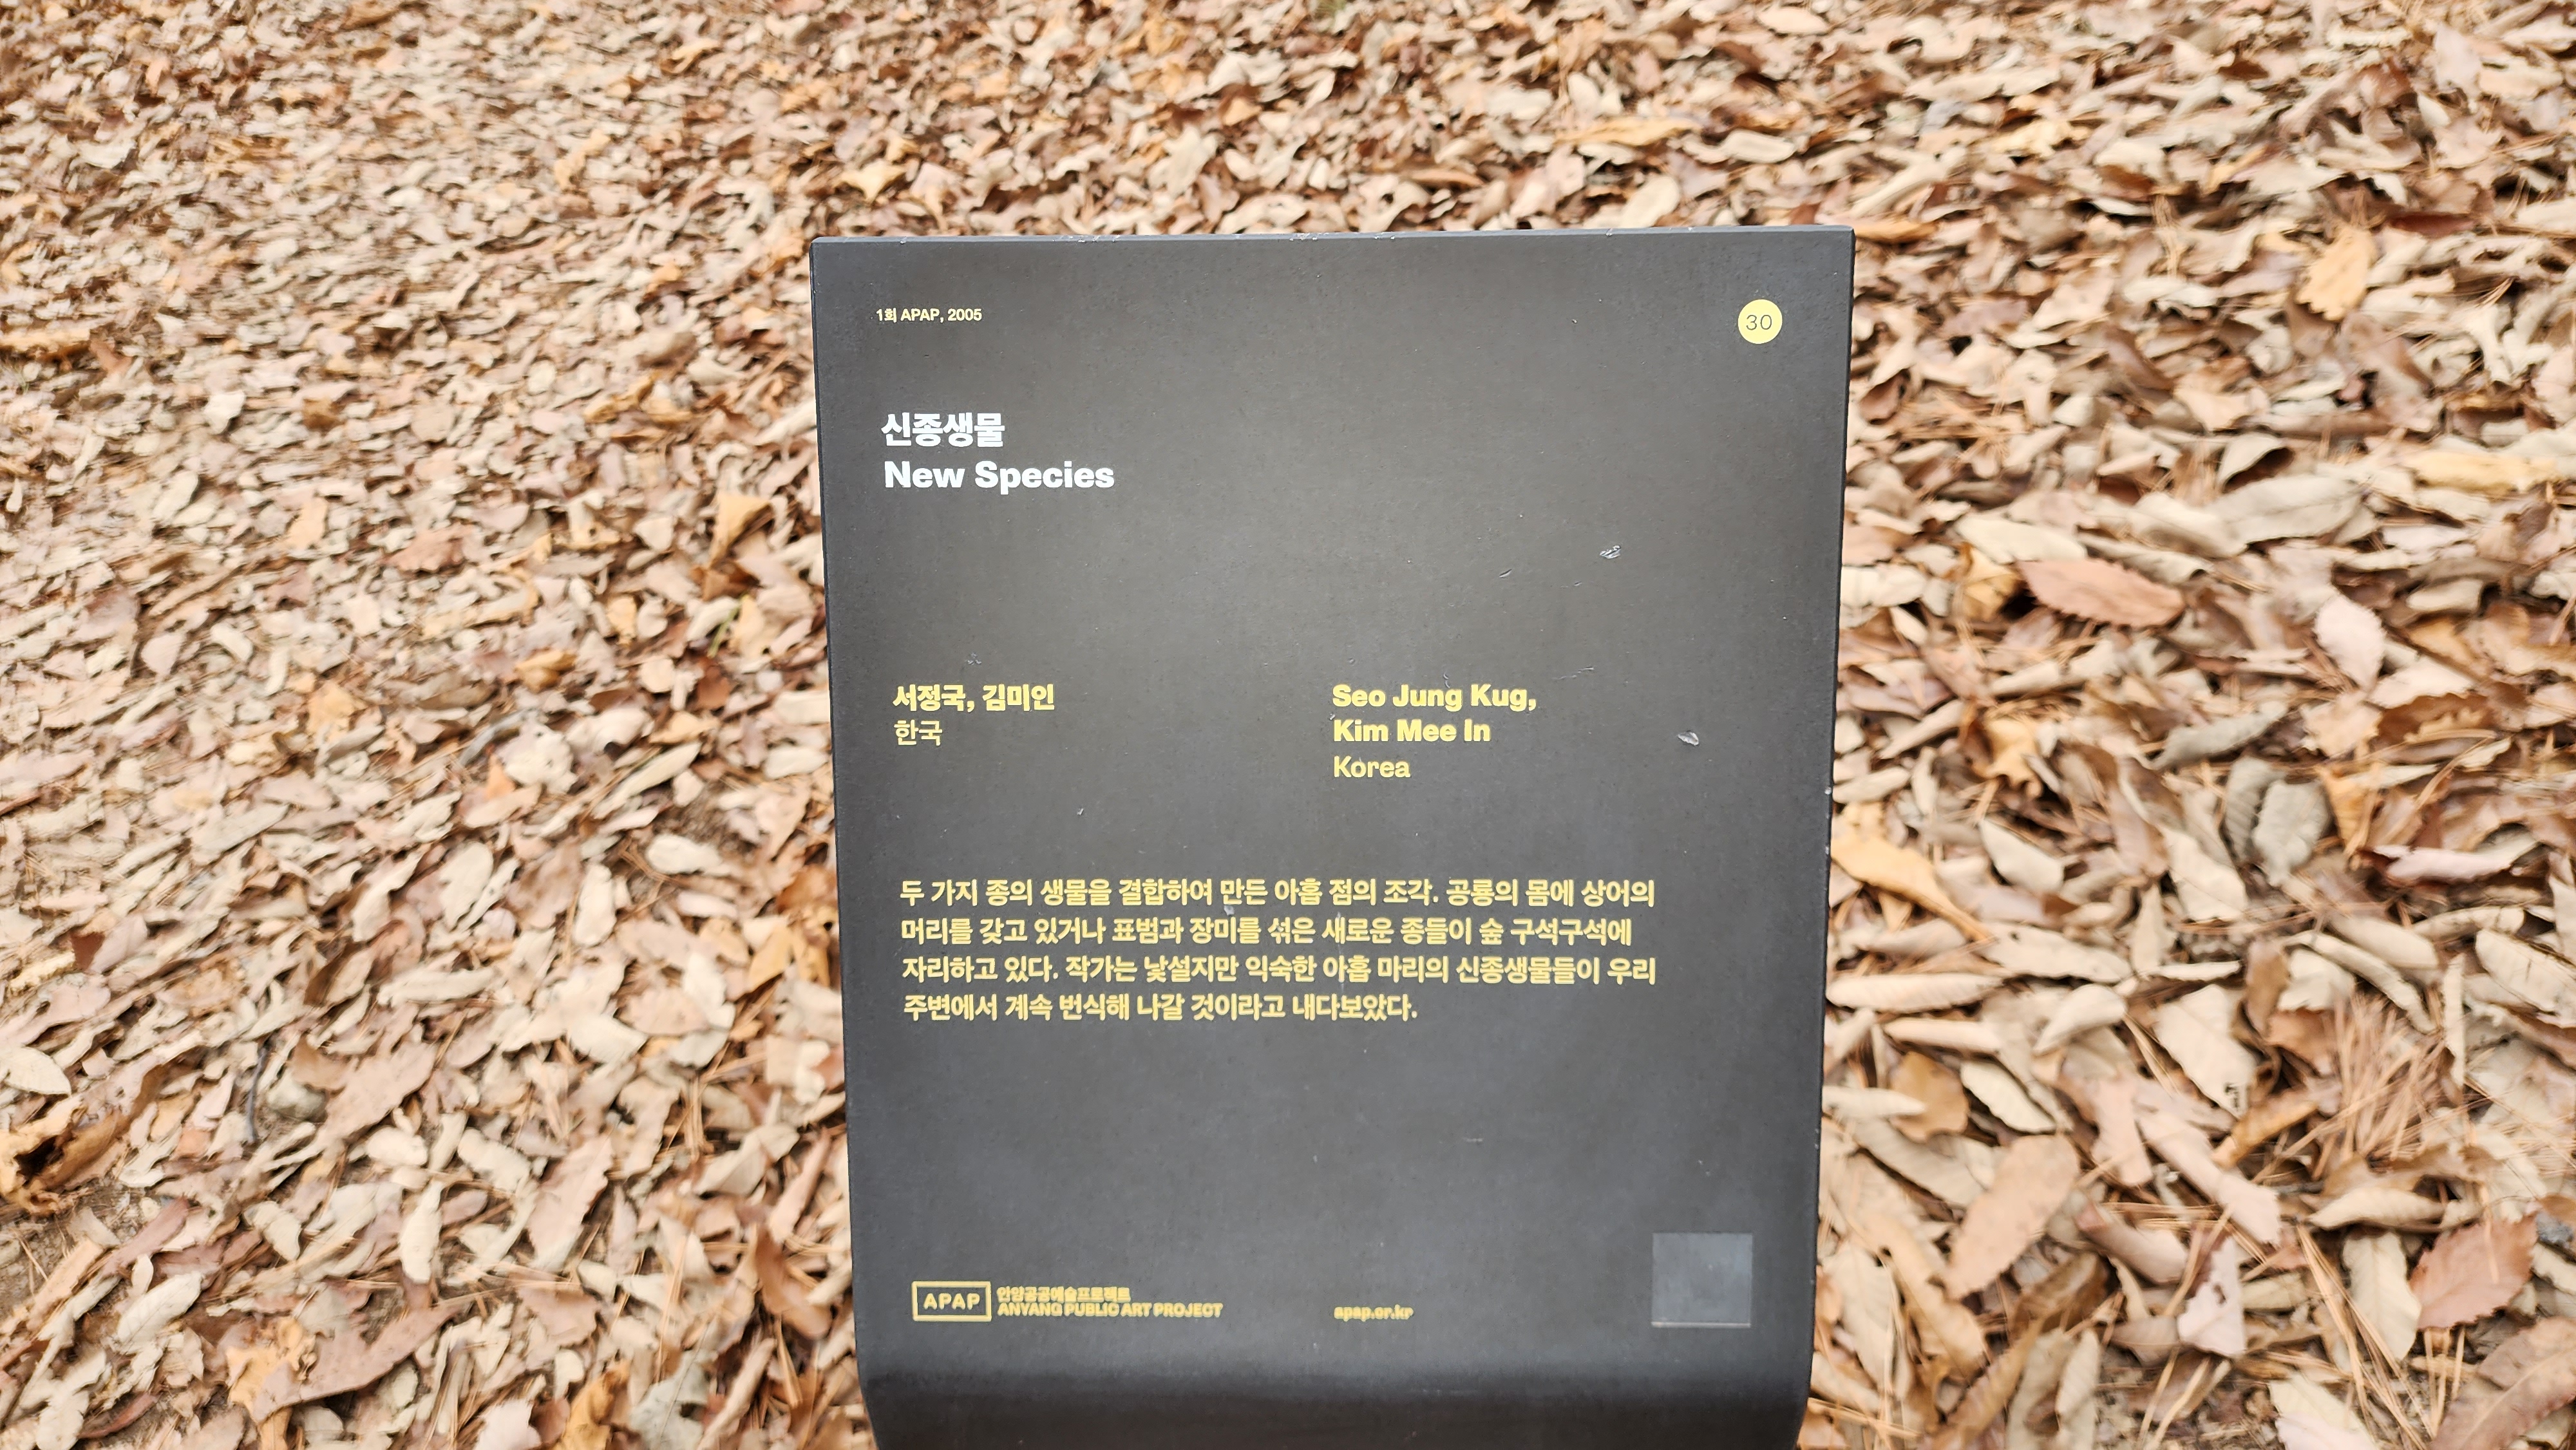 1회 APAP, 2005
30
신종생물
New Species
서정국, 김미인
한국
Seo Jung Kug,
Kim Mee In
Korea
두 가지 종의 생물을 결합하여 만든 아홉 점의 조각. 공룡의 몸에 상어의
머리를 갖고 있거나 표범과 장미를 섞은 새로운 종들이 숲 구석구석에
자리하고 있다. 작가는 낯설지만 익숙한 아홉 마리의 신종생물들이 우리
주변에서 계속 번식해 나갈 것이라고 내다보았다.
APAP
안양공공예술프로젝트
ANYANG PUBLIC ART PROJECT
apap.or.kr